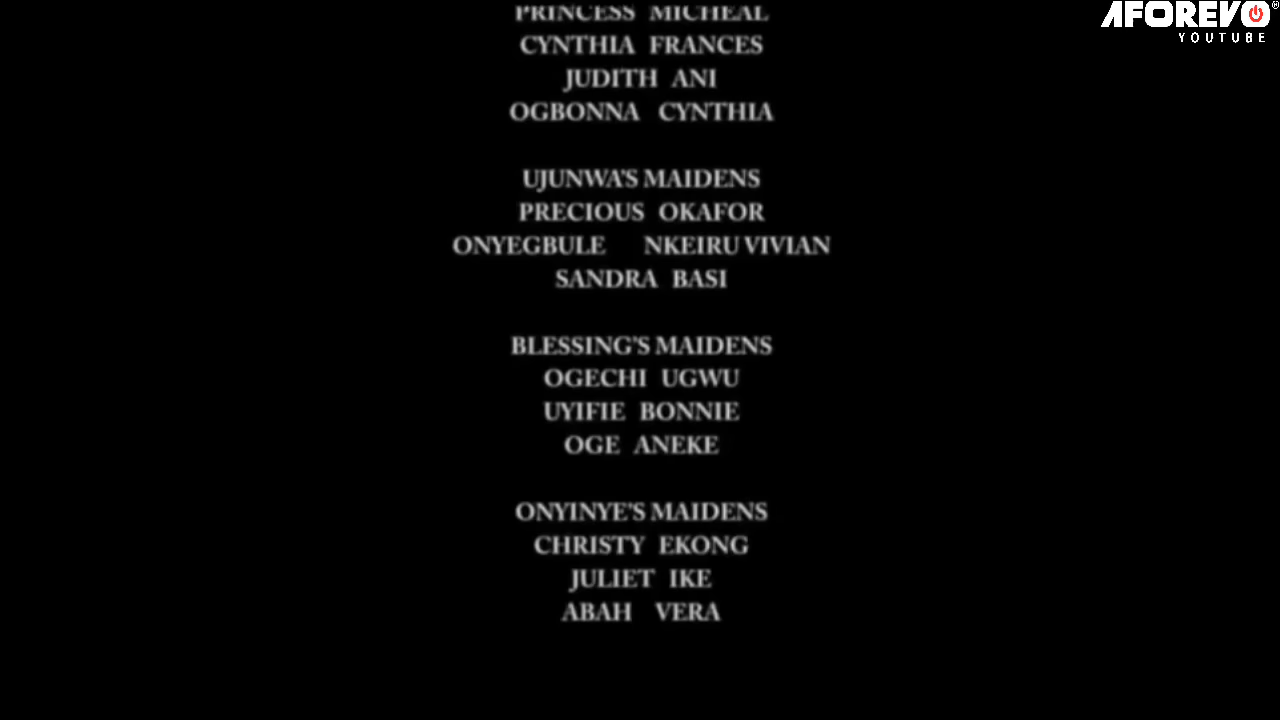 AFOREVO
YOUTUBE
PRINCESS MICHEAL
CYNTHIA FRANCES
JUDITH ANI
OGBONNA CYNTHIA
UJUNWA'S MAIDENS
PRECIOUS OKAFOR
ONYEGBULE NKEIRU VIVIAN
SANDRA BASI
BLESSING'S MAIDENS
OGECHI UGWU
UYIFIE BONNIE
OGE ANEKE
ONYINYE'S MAIDENS
CHRISTY EKONG
JULIET IKE
ABAH VERA